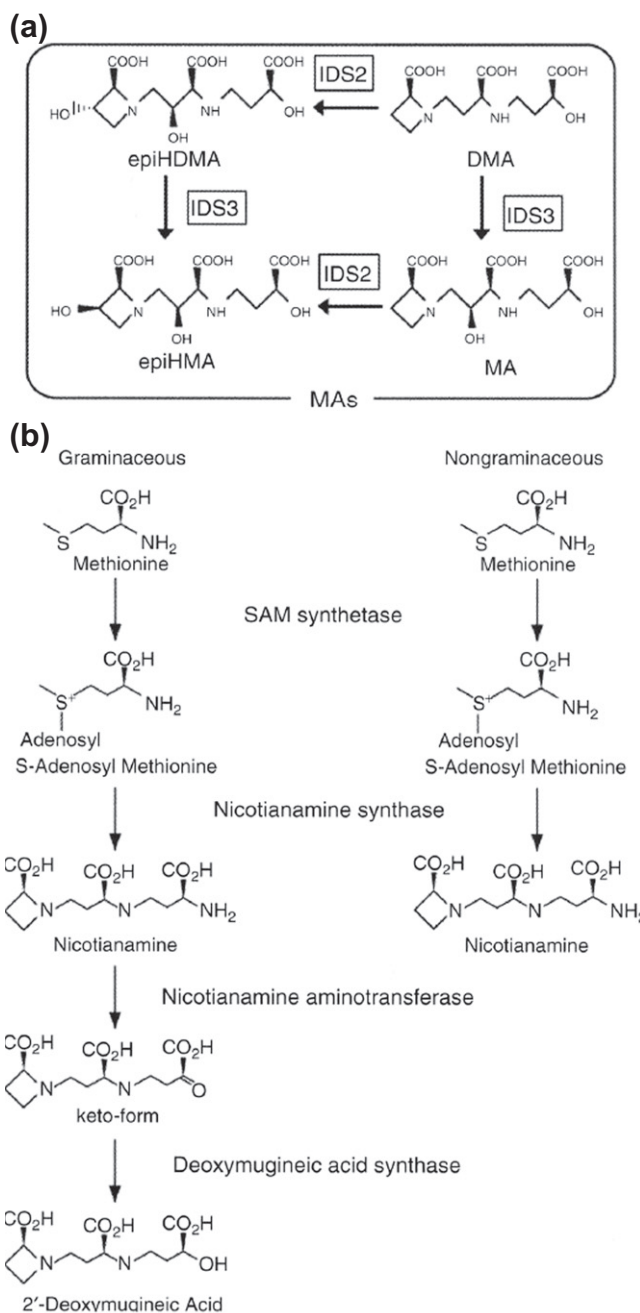 (a)
COOH COOH COOH IDS2 COOH COOH COOH
HO N NH OH N NH OH
OH
epiHDMA DMA
IDS3 IDS3
COOH COOH COOH IDS2 COOH COOH COOH
HO N NH OH N NH OH
OH OH
epiHMA MA
MAs
(b)
Graminaceous Nongraminaceous
CO2H CO2H
S NH2 S NH2
Methionine Methionine
SAM synthetase
CO2H CO2H
S+ NH2 S+ NH2
Adenosyl Adenosyl
S-Adenosyl Methionine S-Adenosyl Methionine
Nicotianamine synthase
CO2H CO2H CO2H CO2H CO2H CO2H
N N NH2 N N NH2
Nicotianamine Nicotianamine
Nicotianamine aminotransferase
CO2H CO2H CO2H
N N O
keto-form
Deoxymugineic acid synthase
CO2H CO2H CO2H
N N OH
2′-Deoxymugineic Acid